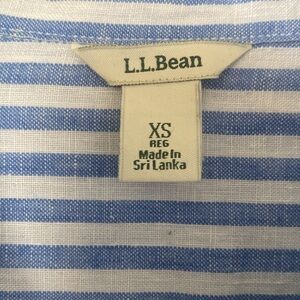 L.L.Bean
XS
REG
Made In
Sri Lanka